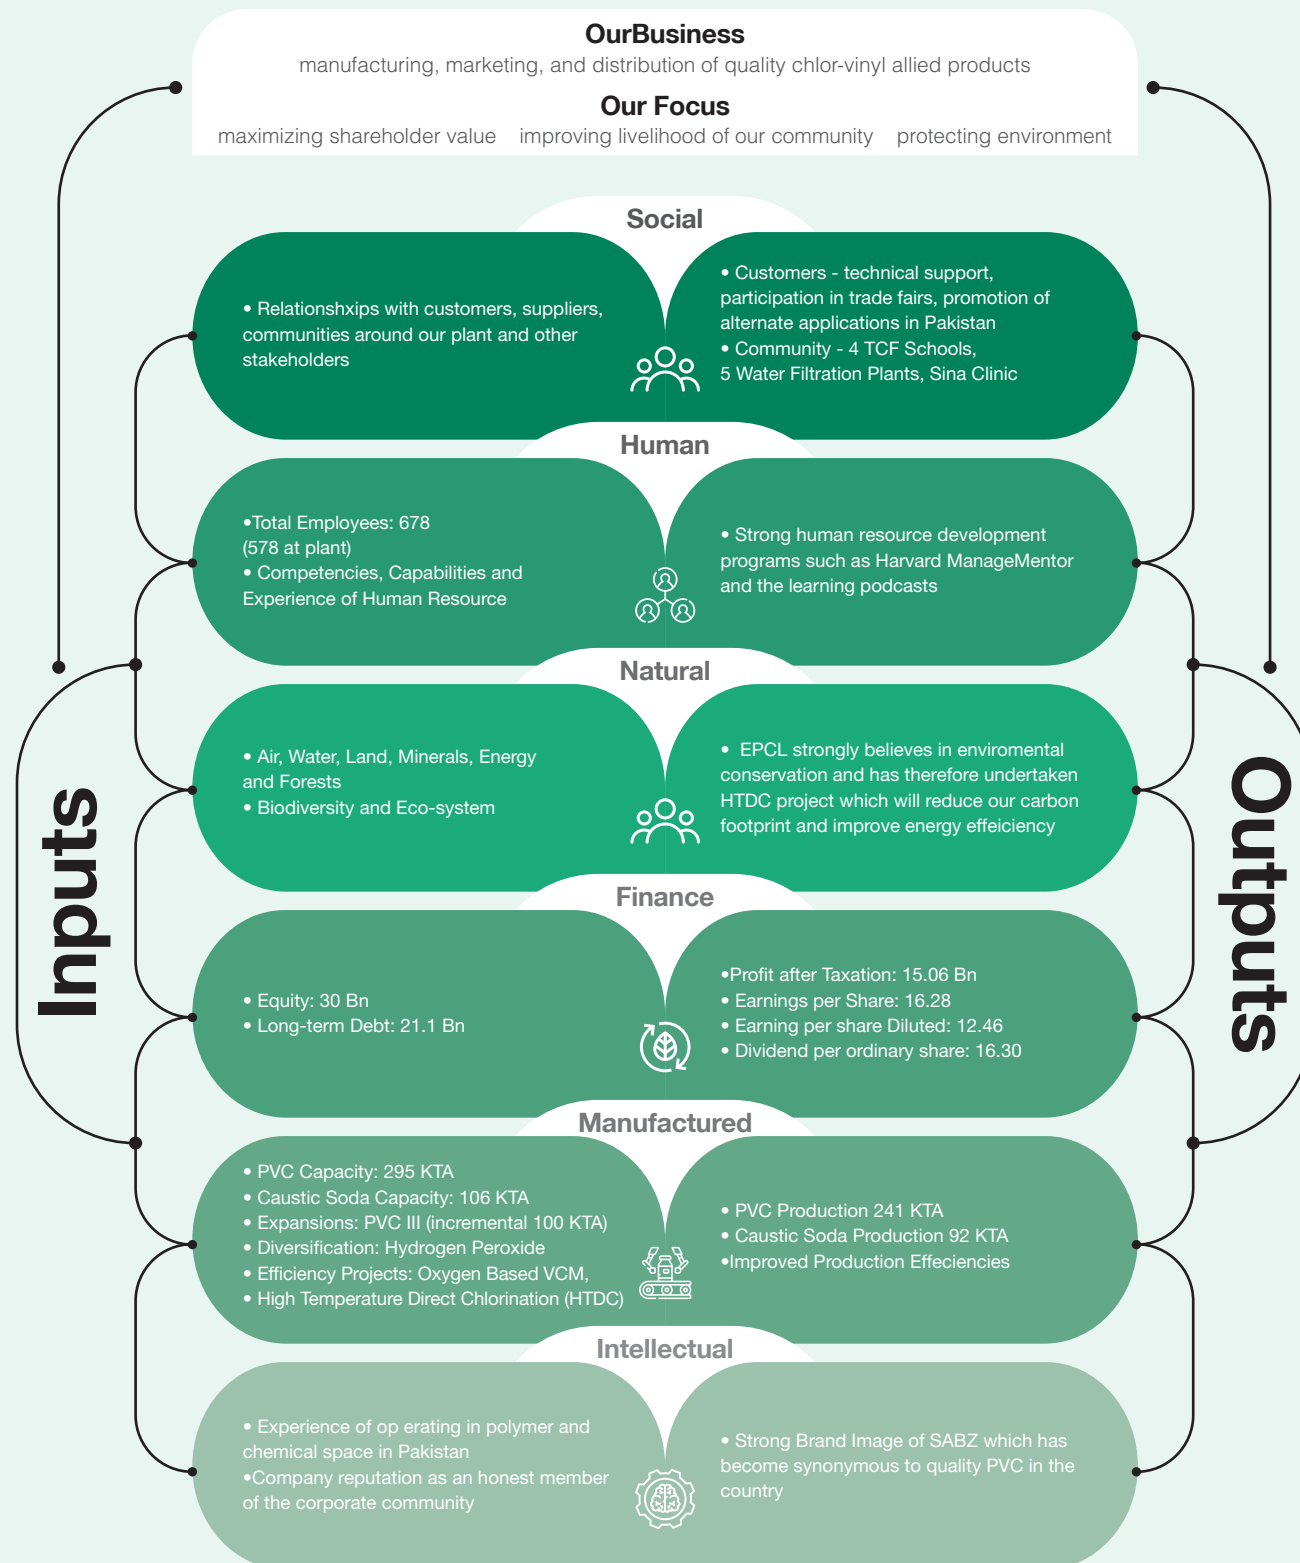 OurBusiness
manufacturing, marketing, and distribution of quality chlor-vinyl allied products
Our Focus
maximizing shareholder value improving livelihood of our community protecting environment
Inputs
Outputs
Social
• Relationshxips with customers, suppliers,
communities around our plant and other
stakeholders
• Customers - technical support,
participation in trade fairs, promotion of
alternate applications in Pakistan
• Community - 4 TCF Schools,
5 Water Filtration Plants, Sina Clinic
Human
•Total Employees: 678
(578 at plant)
• Competencies, Capabilities and
Experience of Human Resource
• Strong human resource development
programs such as Harvard ManageMentor
and the learning podcasts
Natural
• Air, Water, Land, Minerals, Energy
and Forests
• Biodiversity and Eco-system
• EPCL strongly believes in enviromental
conservation and has therefore undertaken
HTDC project which will reduce our carbon
footprint and improve energy effeiciency
Finance
• Equity: 30 Bn
• Long-term Debt: 21.1 Bn
•Profit after Taxation: 15.06 Bn
• Earnings per Share: 16.28
• Earning per share Diluted: 12.46
• Dividend per ordinary share: 16.30
Manufactured
• PVC Capacity: 295 KTA
• Caustic Soda Capacity: 106 KTA
• Expansions: PVC III (incremental 100 KTA)
• Diversification: Hydrogen Peroxide
• Efficiency Projects: Oxygen Based VCM,
• High Temperature Direct Chlorination (HTDC)
• PVC Production 241 KTA
• Caustic Soda Production 92 KTA
•Improved Production Effeciencies
Intellectual
• Experience of op erating in polymer and
chemical space in Pakistan
•Company reputation as an honest member
of the corporate community
• Strong Brand Image of SABZ which has
become synonymous to quality PVC in the
country